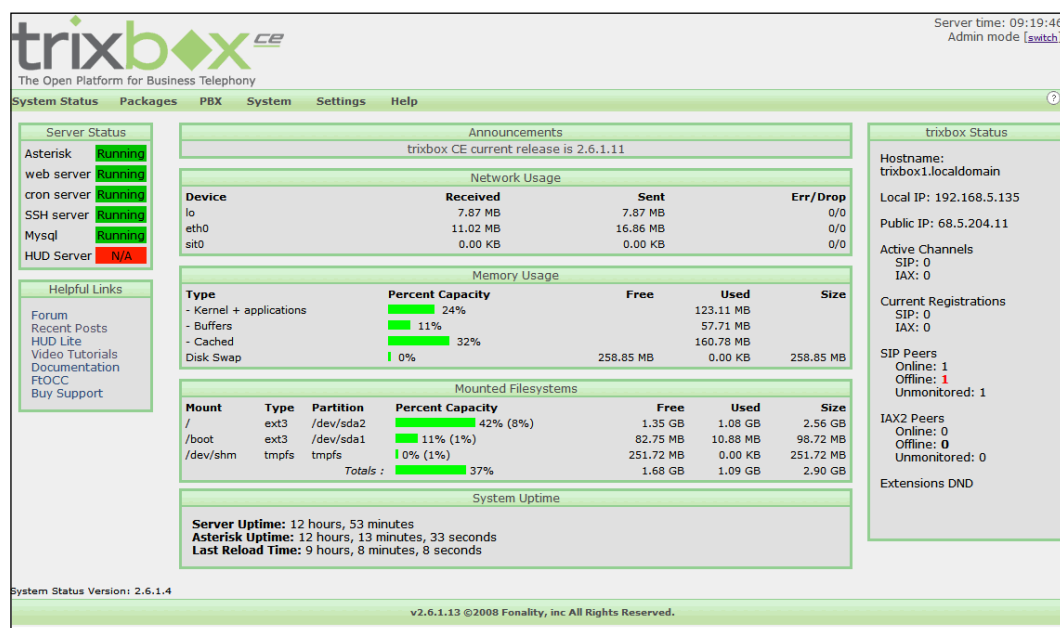 Server time: 09:19:46
Admin mode [switch]
trixbox CE
The Open Platform for Business Telephony
System Status Packages PBX System Settings Help ?
Server Status
Asterisk Running
web server Running
cron server Running
SSH server Running
Mysql Running
HUD Server N/A
Helpful Links
Forum
Recent Posts
HUD Lite
Video Tutorials
Documentation
FtOCC
Buy Support
Announcements
trixbox CE current release is 2.6.1.11
Network Usage
Device Received Sent Err/Drop
lo 7.87 MB 7.87 MB 0/0
eth0 11.02 MB 16.86 MB 0/0
sit0 0.00 KB 0.00 KB 0/0
Memory Usage
Type Percent Capacity Free Used Size
- Kernel + applications 24% 123.11 MB
- Buffers 11% 57.71 MB
- Cached 32% 160.78 MB
Disk Swap 0% 258.85 MB 0.00 KB 258.85 MB
Mounted Filesystems
Mount Type Partition Percent Capacity Free Used Size
/ ext3 /dev/sda2 42% (8%) 1.35 GB 1.08 GB 2.56 GB
/boot ext3 /dev/sda1 11% (1%) 82.75 MB 10.88 MB 98.72 MB
/dev/shm tmpfs tmpfs 0% (1%) 251.72 MB 0.00 KB 251.72 MB
Totals : 37% 1.68 GB 1.09 GB 2.90 GB
System Uptime
Server Uptime: 12 hours, 53 minutes
Asterisk Uptime: 12 hours, 13 minutes, 33 seconds
Last Reload Time: 9 hours, 8 minutes, 8 seconds
trixbox Status
Hostname:
trixbox1.localdomain
Local IP: 192.168.5.135
Public IP: 68.5.204.11
Active Channels
SIP: 0
IAX: 0
Current Registrations
SIP: 0
IAX: 0
SIP Peers
Online: 1
Offline: 1
Unmonitored: 1
IAX2 Peers
Online: 0
Offline: 0
Unmonitored: 0
Extensions DND
System Status Version: 2.6.1.4
v2.6.1.13 ©2008 Fonality, inc All Rights Reserved.